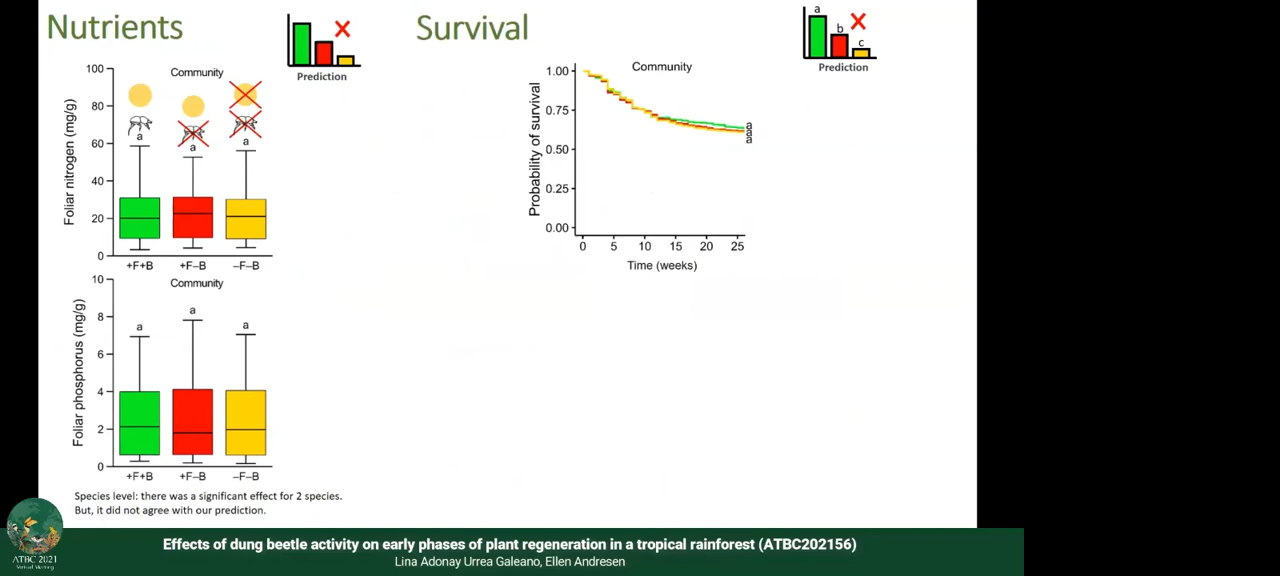 Nutrients
Prediction
Community
Foliar nitrogen (mg/g)
100
80
60
40
20
0
a
a
a
+F+B
+F–B
–F–B
Community
Foliar phosphorus (mg/g)
10
8
6
4
2
0
a
a
a
+F+B
+F–B
–F–B
Species level: there was a significant effect for 2 species.
But, it did not agree with our prediction.
Survival
a
b
c
Prediction
Community
Probability of survival
1.00
0.75
0.50
0.25
0.00
a
a
a
0 5 10 15 20 25
Time (weeks)
ATBC 2021
Virtual Meeting
Effects of dung beetle activity on early phases of plant regeneration in a tropical rainforest (ATBC202156)
Lina Adonay Urrea Galeano, Ellen Andresen